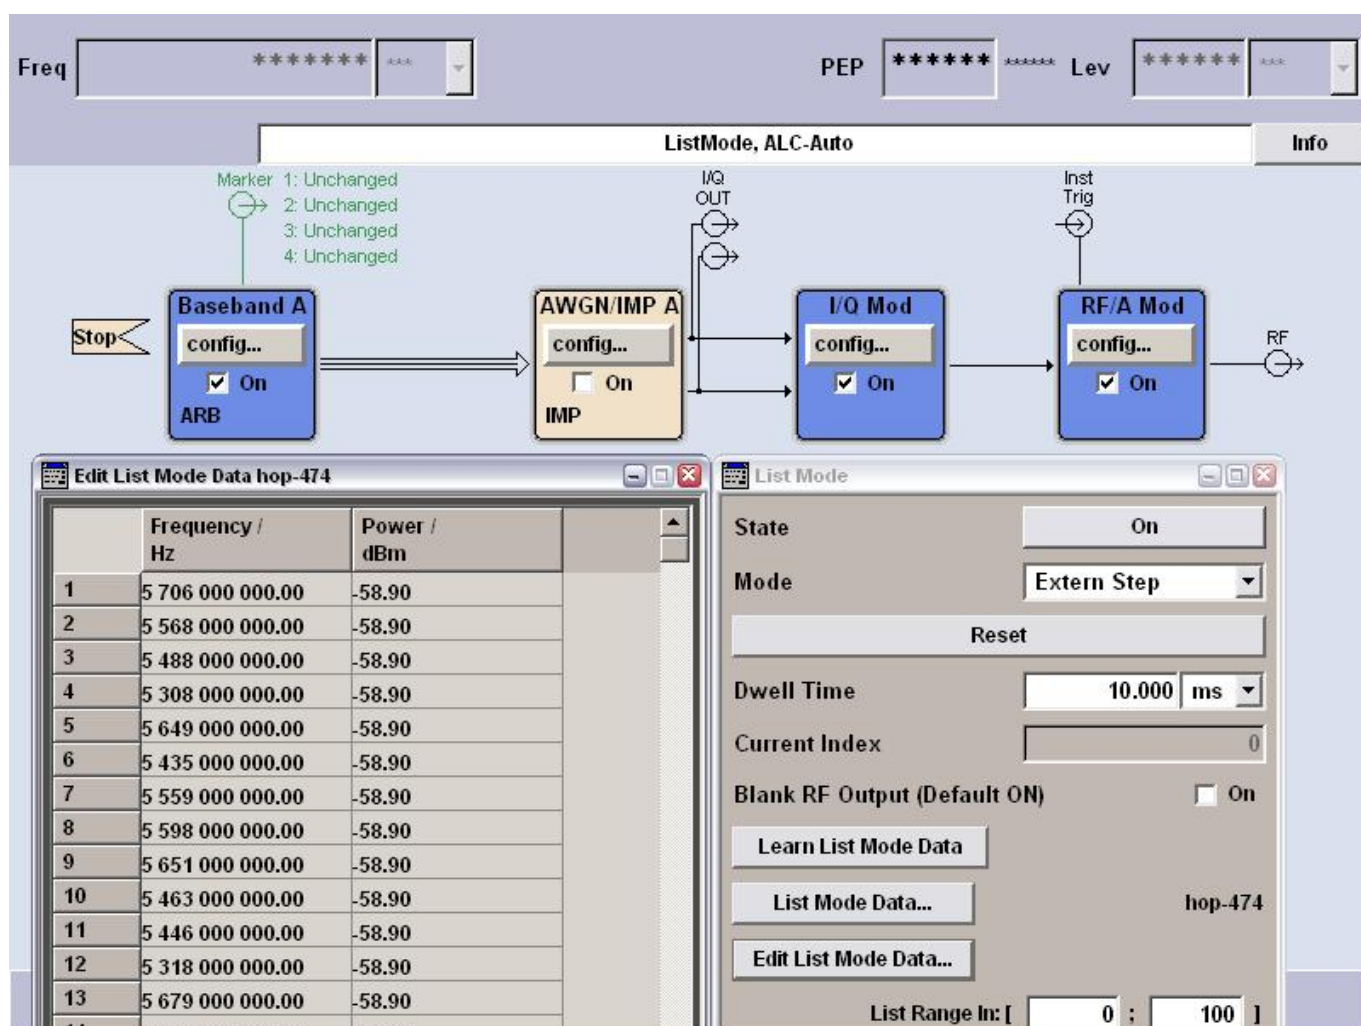 Freq ******* *** PEP ****** ****** Lev ****** ***
ListMode, ALC-Auto Info
Marker 1: Unchanged
2: Unchanged
3: Unchanged
4: Unchanged
I/Q
OUT
Inst
Trig
Stop
Baseband A
config...
On
ARB
AWGN/IMP A
config...
On
IMP
I/Q Mod
config...
On
RF/A Mod
config...
On
RF
Edit List Mode Data hop-474
Frequency / Hz Power / dBm
1 5 706 000 000.00 -58.90
2 5 568 000 000.00 -58.90
3 5 488 000 000.00 -58.90
4 5 308 000 000.00 -58.90
5 5 649 000 000.00 -58.90
6 5 435 000 000.00 -58.90
7 5 559 000 000.00 -58.90
8 5 598 000 000.00 -58.90
9 5 651 000 000.00 -58.90
10 5 463 000 000.00 -58.90
11 5 446 000 000.00 -58.90
12 5 318 000 000.00 -58.90
13 5 679 000 000.00 -58.90
List Mode
State On
Mode Extern Step
Reset
Dwell Time 10.000 ms
Current Index 0
Blank RF Output (Default ON) On
Learn List Mode Data
List Mode Data... hop-474
Edit List Mode Data...
List Range In: [ 0 ; 100 ]